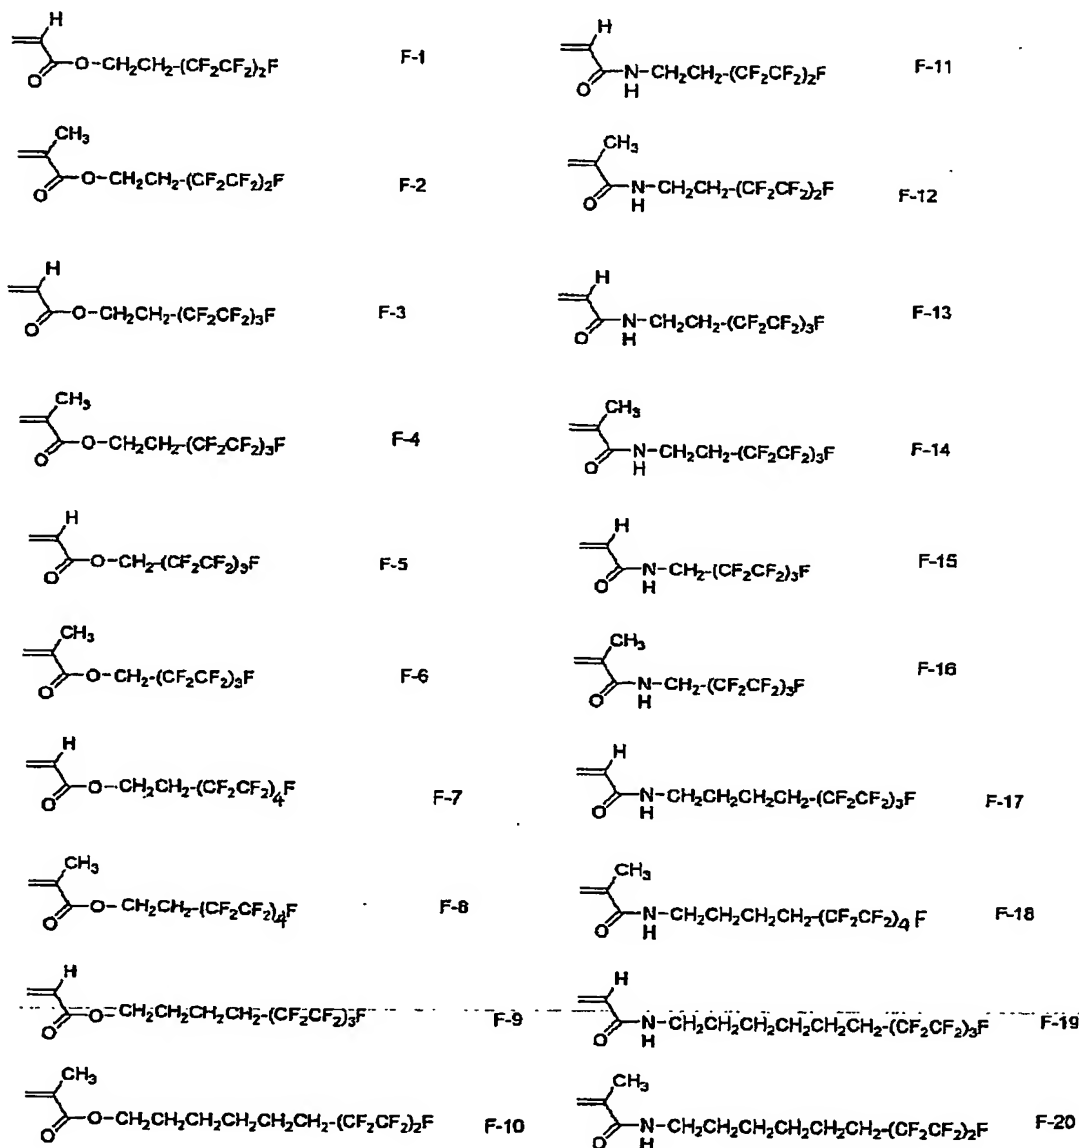 H H
O-CH₂CH₂-(CF₂CF₂)₂F F-1 N-CH₂CH₂-(CF₂CF₂)₂F F-11
O O H
CH₃ CH₃
O-CH₂CH₂-(CF₂CF₂)₂F F-2 N-CH₂CH₂-(CF₂CF₂)₂F F-12
O O H
H H
O-CH₂CH₂-(CF₂CF₂)₃F F-3 N-CH₂CH₂-(CF₂CF₂)₃F F-13
O O H
CH₃ CH₃
O-CH₂CH₂-(CF₂CF₂)₃F F-4 N-CH₂CH₂-(CF₂CF₂)₃F F-14
O O H
H H
O-CH₂-(CF₂CF₂)₃F F-5 N-CH₂-(CF₂CF₂)₃F F-15
O O H
CH₃ CH₃
O-CH₂-(CF₂CF₂)₃F F-6 N-CH₂-(CF₂CF₂)₃F F-16
O O H
H H
O-CH₂CH₂-(CF₂CF₂)₄F F-7 N-CH₂CH₂CH₂CH₂-(CF₂CF₂)₃F F-17
O O H
CH₃ CH₃
O-CH₂CH₂-(CF₂CF₂)₄F F-8 N-CH₂CH₂CH₂CH₂-(CF₂CF₂)₄F F-18
O O H
H H
O-CH₂CH₂CH₂CH₂-(CF₂CF₂)₃F F-9 N-CH₂CH₂CH₂CH₂CH₂CH₂-(CF₂CF₂)₃F F-19
O O H
CH₃ CH₃
O-CH₂CH₂CH₂CH₂CH₂CH₂-(CF₂CF₂)₂F F-10 N-CH₂CH₂CH₂CH₂CH₂CH₂-(CF₂CF₂)₂F F-20
O O H